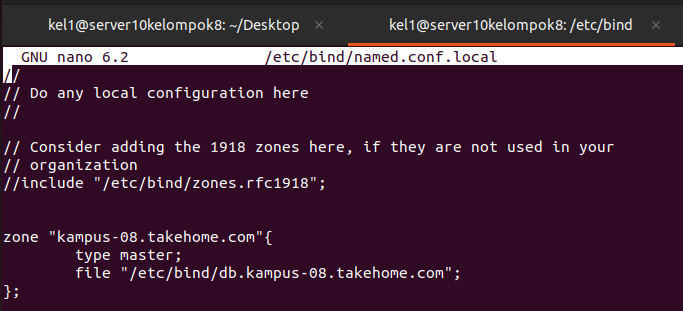 kel1@server10kelompok8: ~/Desktop
kel1@server10kelompok8: /etc/bind
GNU nano 6.2 /etc/bind/named.conf.local
//
// Do any local configuration here
//
// Consider adding the 1918 zones here, if they are not used in your
// organization
//include "/etc/bind/zones.rfc1918";
zone "kampus-08.takehome.com"{
type master;
file "/etc/bind/db.kampus-08.takehome.com";
};